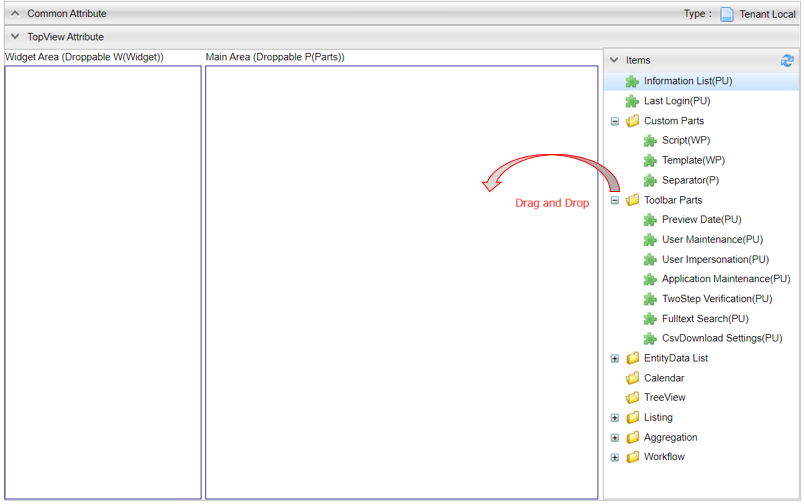 Common Attribute
Type : Tenant Local
TopView Attribute
Widget Area (Droppable W(Widget))
Main Area (Droppable P(Parts))
Items
Information List(PU)
Last Login(PU)
Custom Parts
Script(WP)
Template(WP)
Separator(P)
Drag and Drop
Toolbar Parts
Preview Date(PU)
User Maintenance(PU)
User Impersonation(PU)
Application Maintenance(PU)
TwoStep Verification(PU)
Fulltext Search(PU)
CsvDownload Settings(PU)
EntityData List
Calendar
TreeView
Listing
Aggregation
Workflow